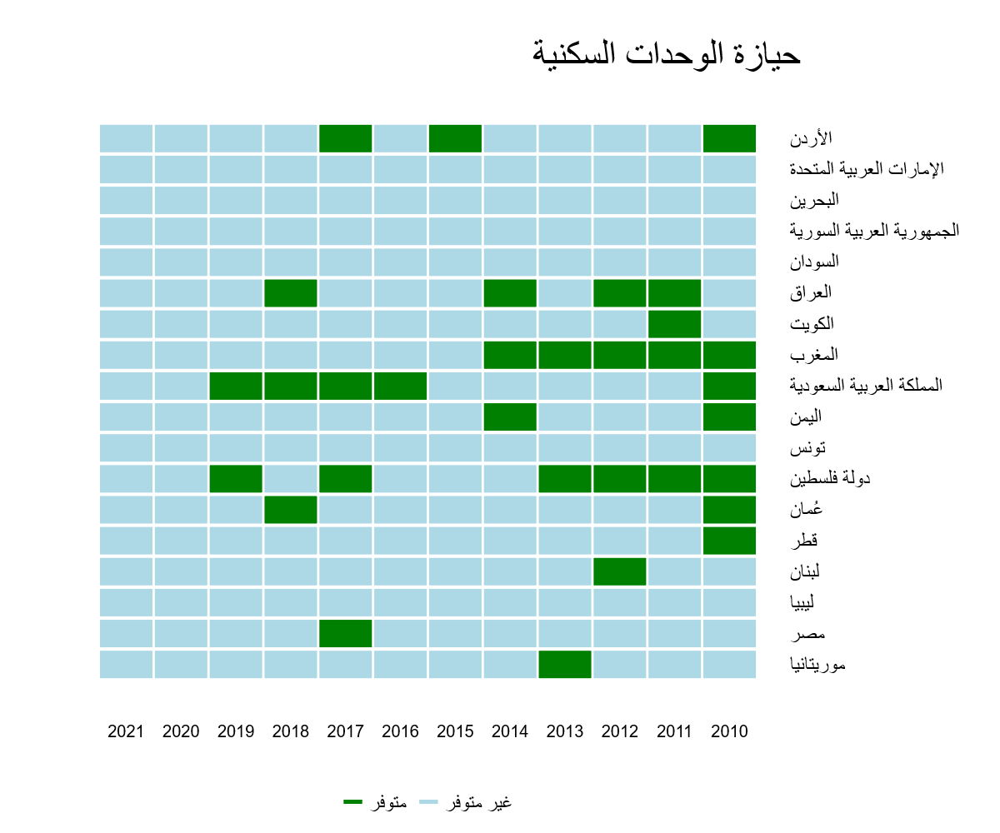 حيازة الوحدات السكنية
الأردن
الإمارات العربية المتحدة
البحرين
الجمهورية العربية السورية
السودان
العراق
الكويت
المغرب
المملكة العربية السعودية
اليمن
تونس
دولة فلسطين
عُمان
قطر
لبنان
ليبيا
مصر
موريتانيا
2021 2020 2019 2018 2017 2016 2015 2014 2013 2012 2011 2010
متوفر غير متوفر